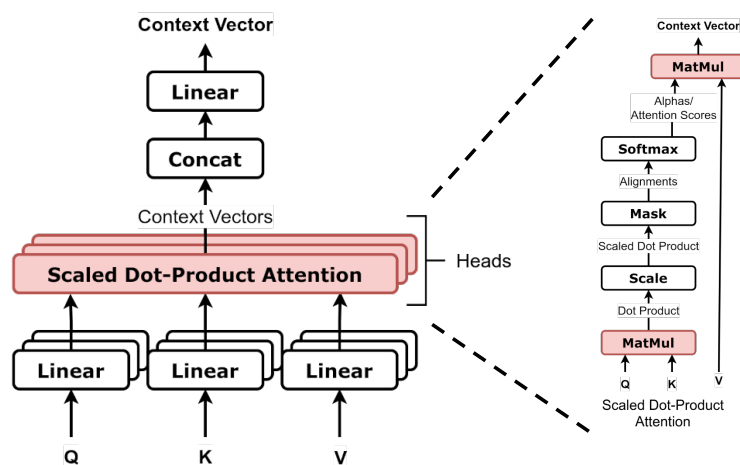 Context Vector
Linear
Concat
Context Vectors
Scaled Dot-Product Attention
Heads
Linear
Linear
Linear
Q
K
V
Context Vector
MatMul
Alphas/
Attention Scores
Softmax
Alignments
Mask
Scaled Dot Product
Scale
Dot Product
MatMul
Q
K
V
Scaled Dot-Product
Attention